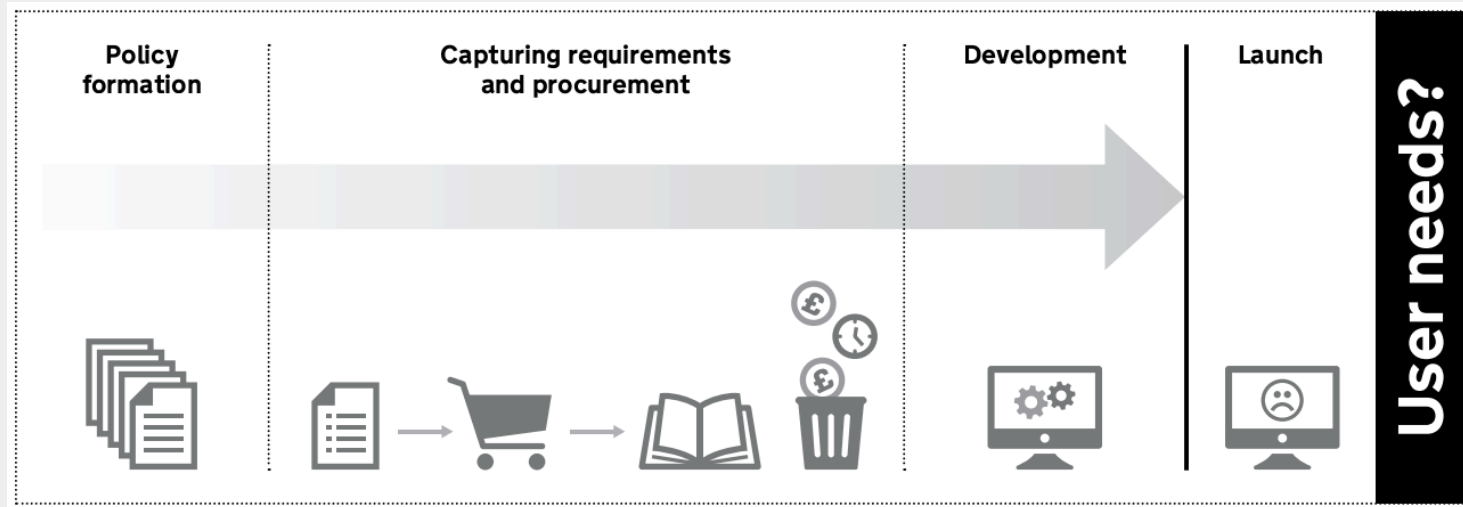 Policy
formation
Capturing requirements
and procurement
Development
Launch
User needs?
£
£